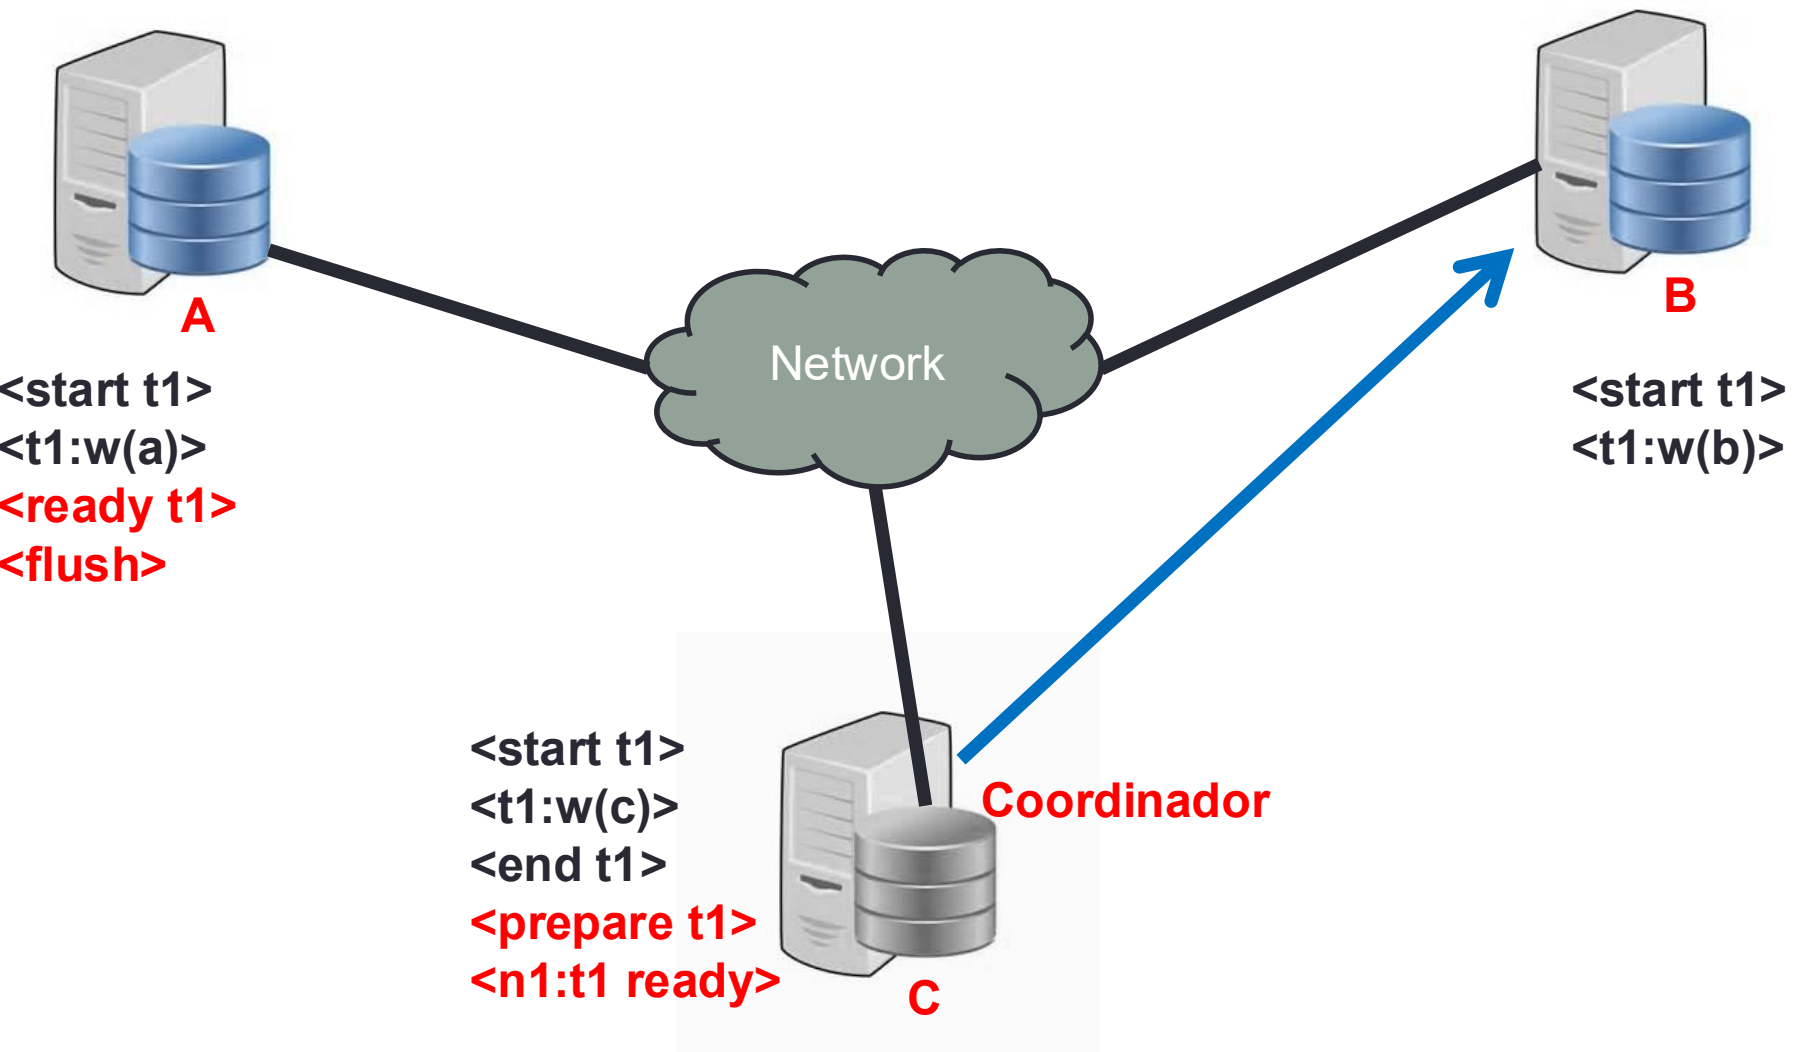 A
<start t1>
<t1:w(a)>
<ready t1>
<flush>
Network
B
<start t1>
<t1:w(b)>
<start t1>
<t1:w(c)>
<end t1>
<prepare t1>
<n1:t1 ready>
Coordinador
C